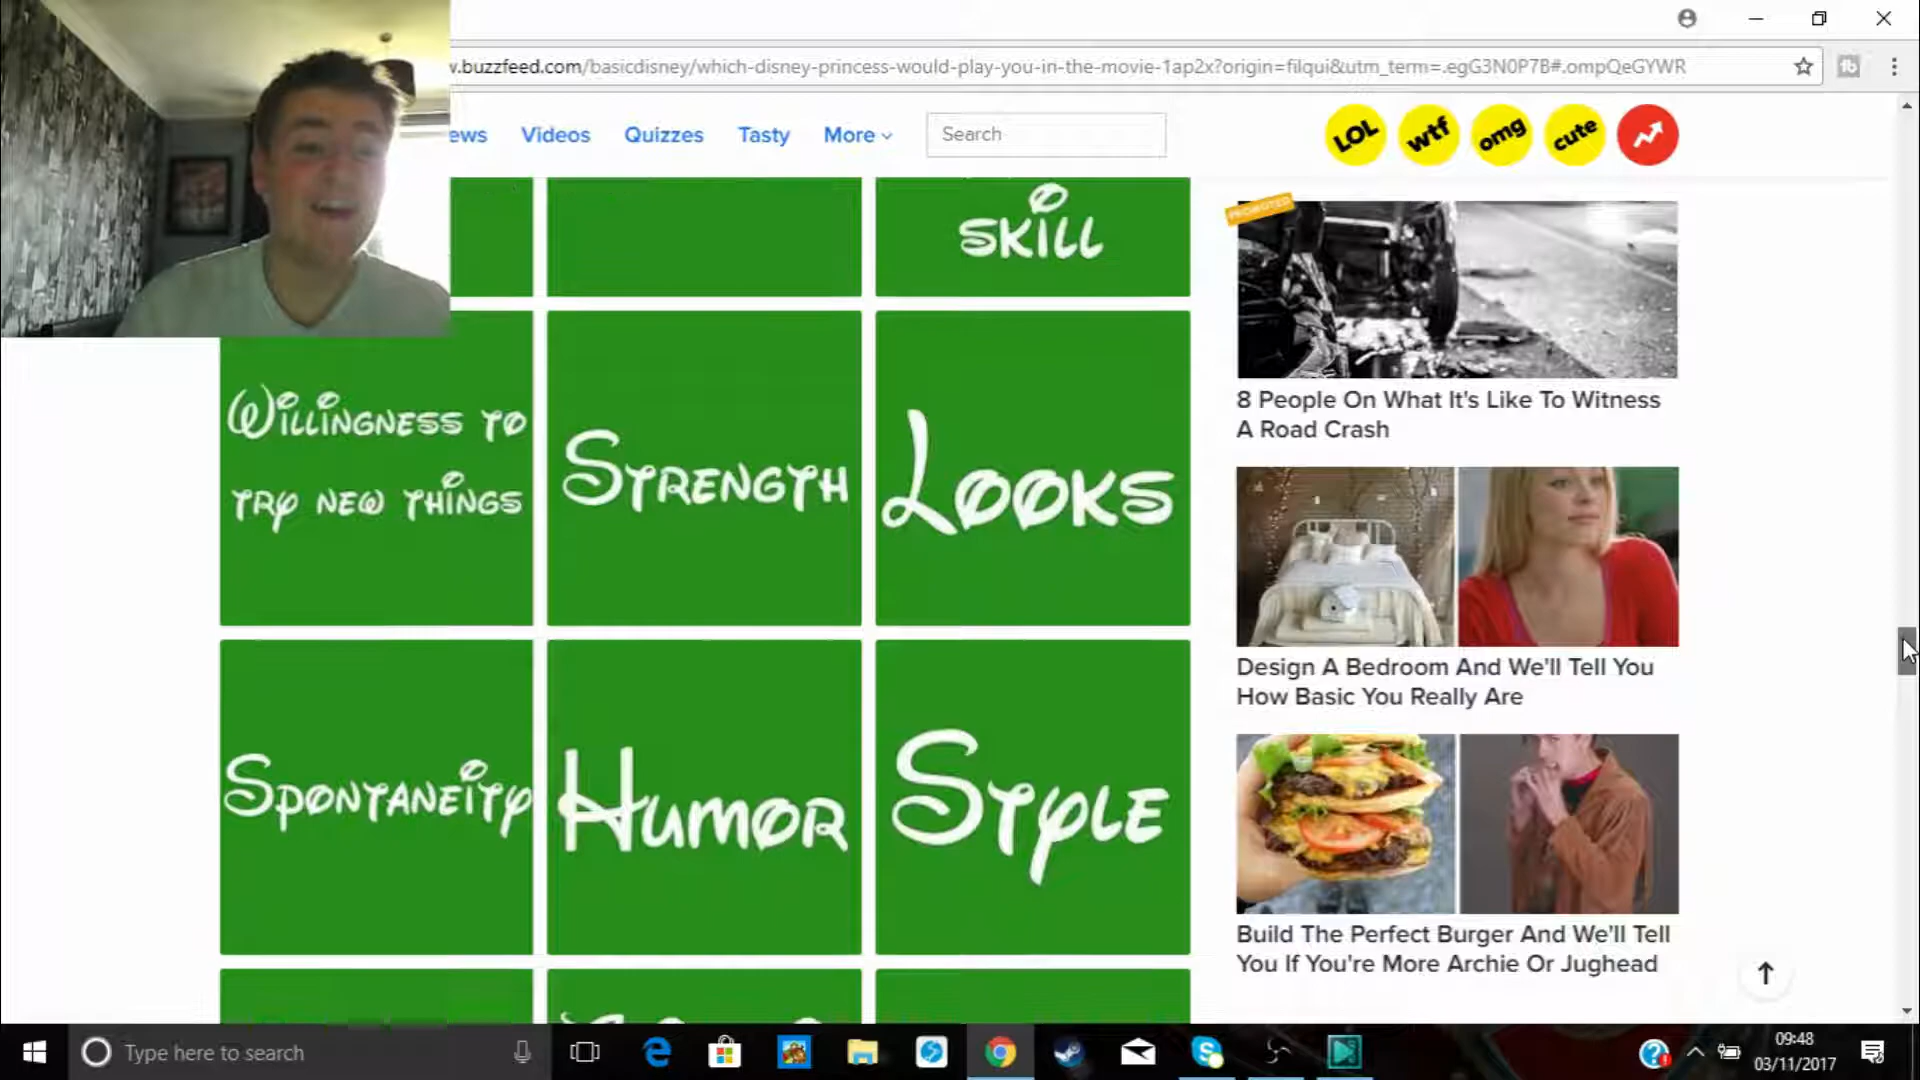 w.buzzfeed.com/basicdisney/which-disney-princess-would-play-you-in-the-movie-1ap2x?origin=filqui&utm_term=.egG3N0P7B#.ompQeGYWR
ews Videos Quizzes Tasty More
Search
LOL
wtf
omg
cute
SKILL
WILLINGNESS TO
TRY NEW THINGS
STRENGTH
LOOKS
SPONTANEITY
HUMOR
STYLE
PROMOTED
8 People On What It's Like To Witness
A Road Crash
Design A Bedroom And We'll Tell You
How Basic You Really Are
Build The Perfect Burger And We'll Tell
You If You're More Archie Or Jughead
Type here to search
09:48
03/11/2017